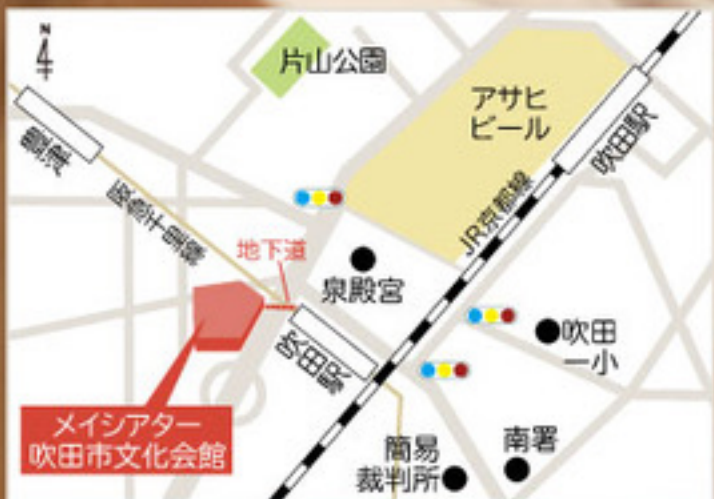 N
片山公園
アサヒ
ビール
吹田駅
豊津
阪急千里線
JR京都線
地下道
泉殿宮
吹田駅
吹田
一小
メイシアター
吹田市文化会館
簡易
裁判所
南署